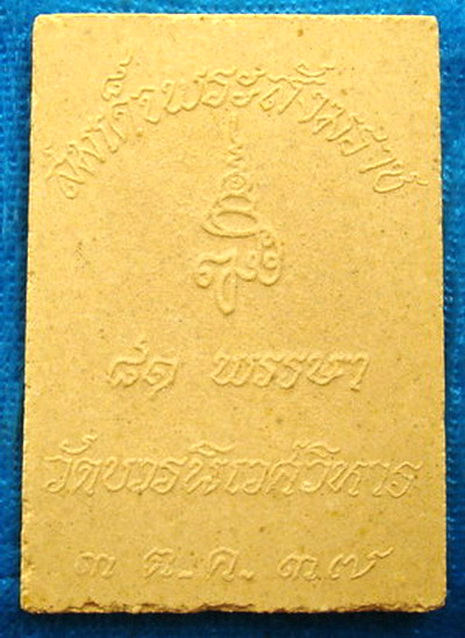 สมเด็จพระสังฆราช
๘๑ พรรษา
วัดบวรนิเวศวิหาร
๓ ต.ค. ๓๗